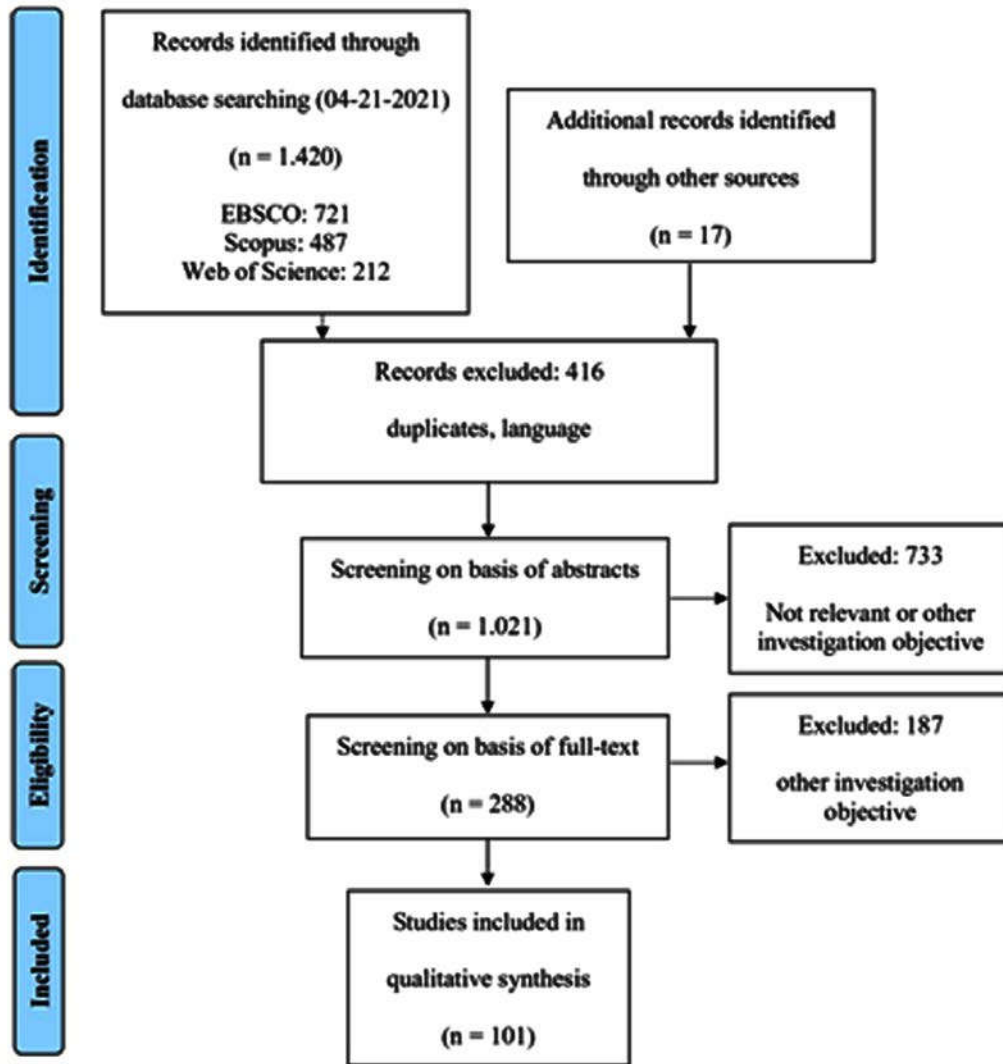 Identification
Records identified through
database searching (04-21-2021)
(n = 1.420)
EBSCO: 721
Scopus: 487
Web of Science: 212
Additional records identified
through other sources
(n = 17)
Records excluded: 416
duplicates, language
Screening
Screening on basis of abstracts
(n = 1.021)
Excluded: 733
Not relevant or other
investigation objective
Eligibility
Screening on basis of full-text
(n = 288)
Excluded: 187
other investigation
objective
Included
Studies included in
qualitative synthesis
(n = 101)